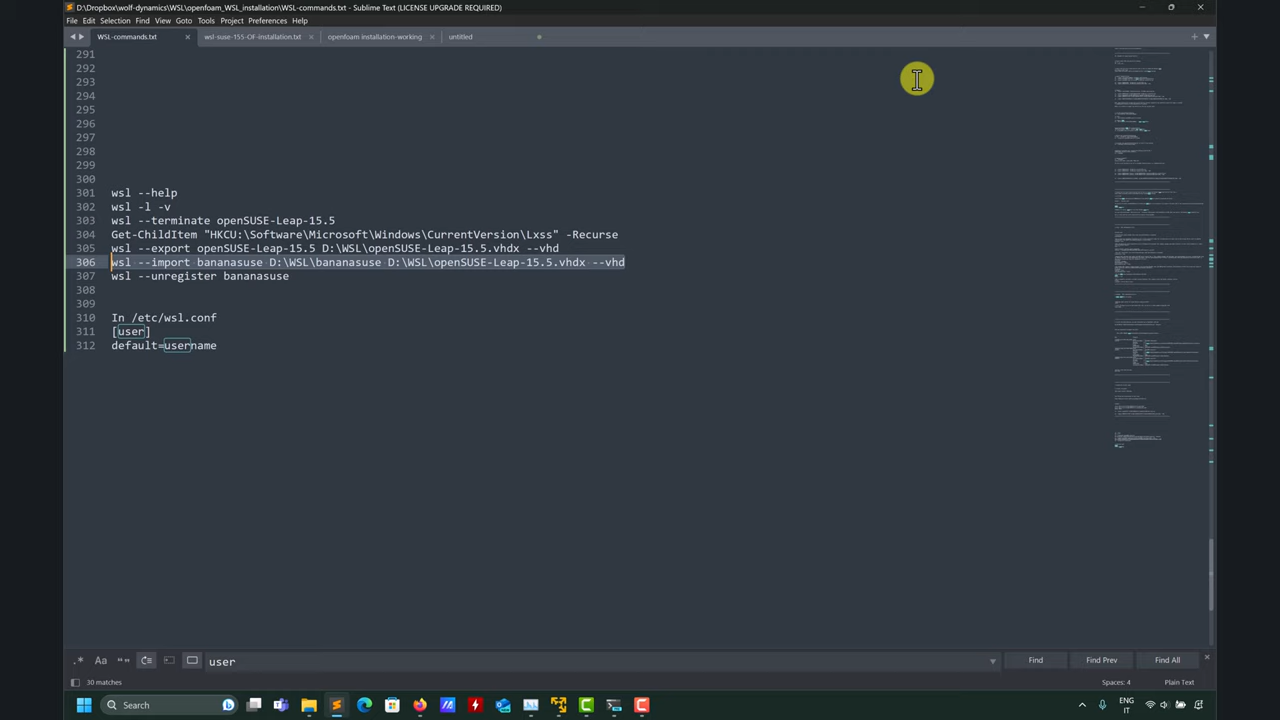 D:\Dropbox\wolf-dynamics\WSL\openfoam_WSL_installation\WSL-commands.txt - Sublime Text (LICENSE UPGRADE REQUIRED)
File Edit Selection Find View Goto Tools Project Preferences Help
WSL-commands.txt wsl-suse-155-OF-installation.txt openfoam installation-working untitled
291
292
293
294
295
296
297
298
299
300
301 wsl --help
302 wsl -l -v
303 wsl --terminate openSUSE-Leap-15.5
304 Get-ChildItem "HKCU:\Software\Microsoft\Windows\CurrentVersion\Lxss" -Recurse
305 wsl --export openSUSE-Leap-15.5 D:\WSL\openSUSE-Leap-15.5.vhdx --vhd
306 wsl --import bananasuse D:\WSL\bananasuse D:\WSL\openSUSE-Leap-15.5.vhdx --vhd
307 wsl --unregister bananasuse
308
309
310 In /etc/wsl.conf
311 [user]
312 default=username
.* Aa user Find Find Prev Find All
30 matches Spaces: 4 Plain Text
Search ENG
IT